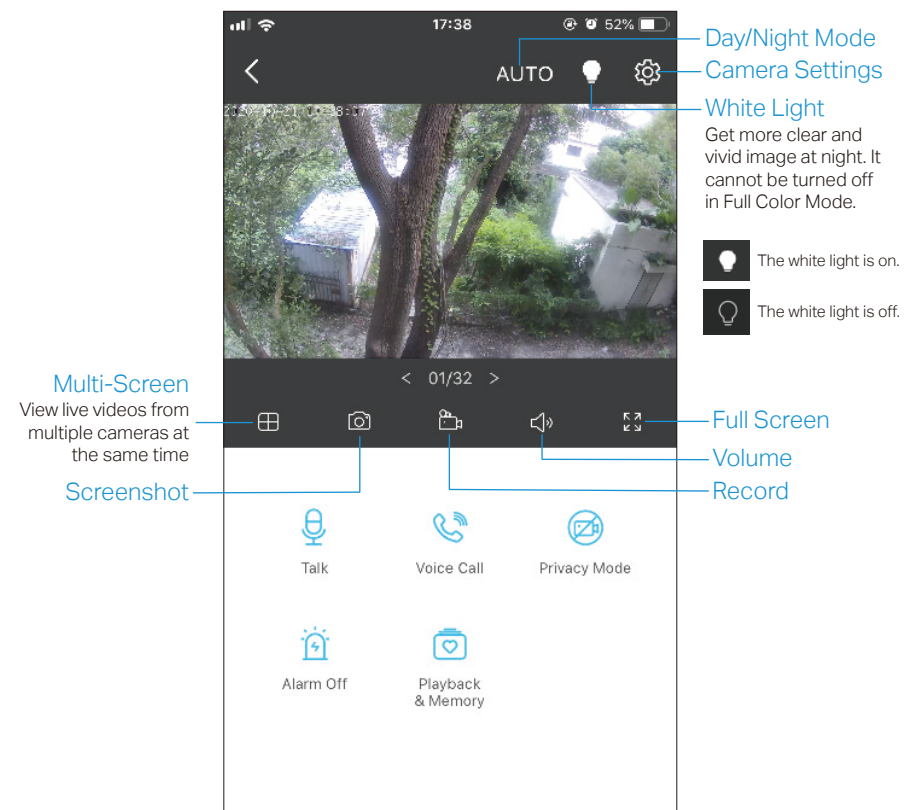 17:38
52%
AUTO
Day/Night Mode
Camera Settings
White Light
Get more clear and
vivid image at night. It
cannot be turned off
in Full Color Mode.
The white light is on.
The white light is off.
< 01/32 >
Multi-Screen
View live videos from
multiple cameras at
the same time
Screenshot
Full Screen
Volume
Record
Talk
Voice Call
Privacy Mode
Alarm Off
Playback
& Memory